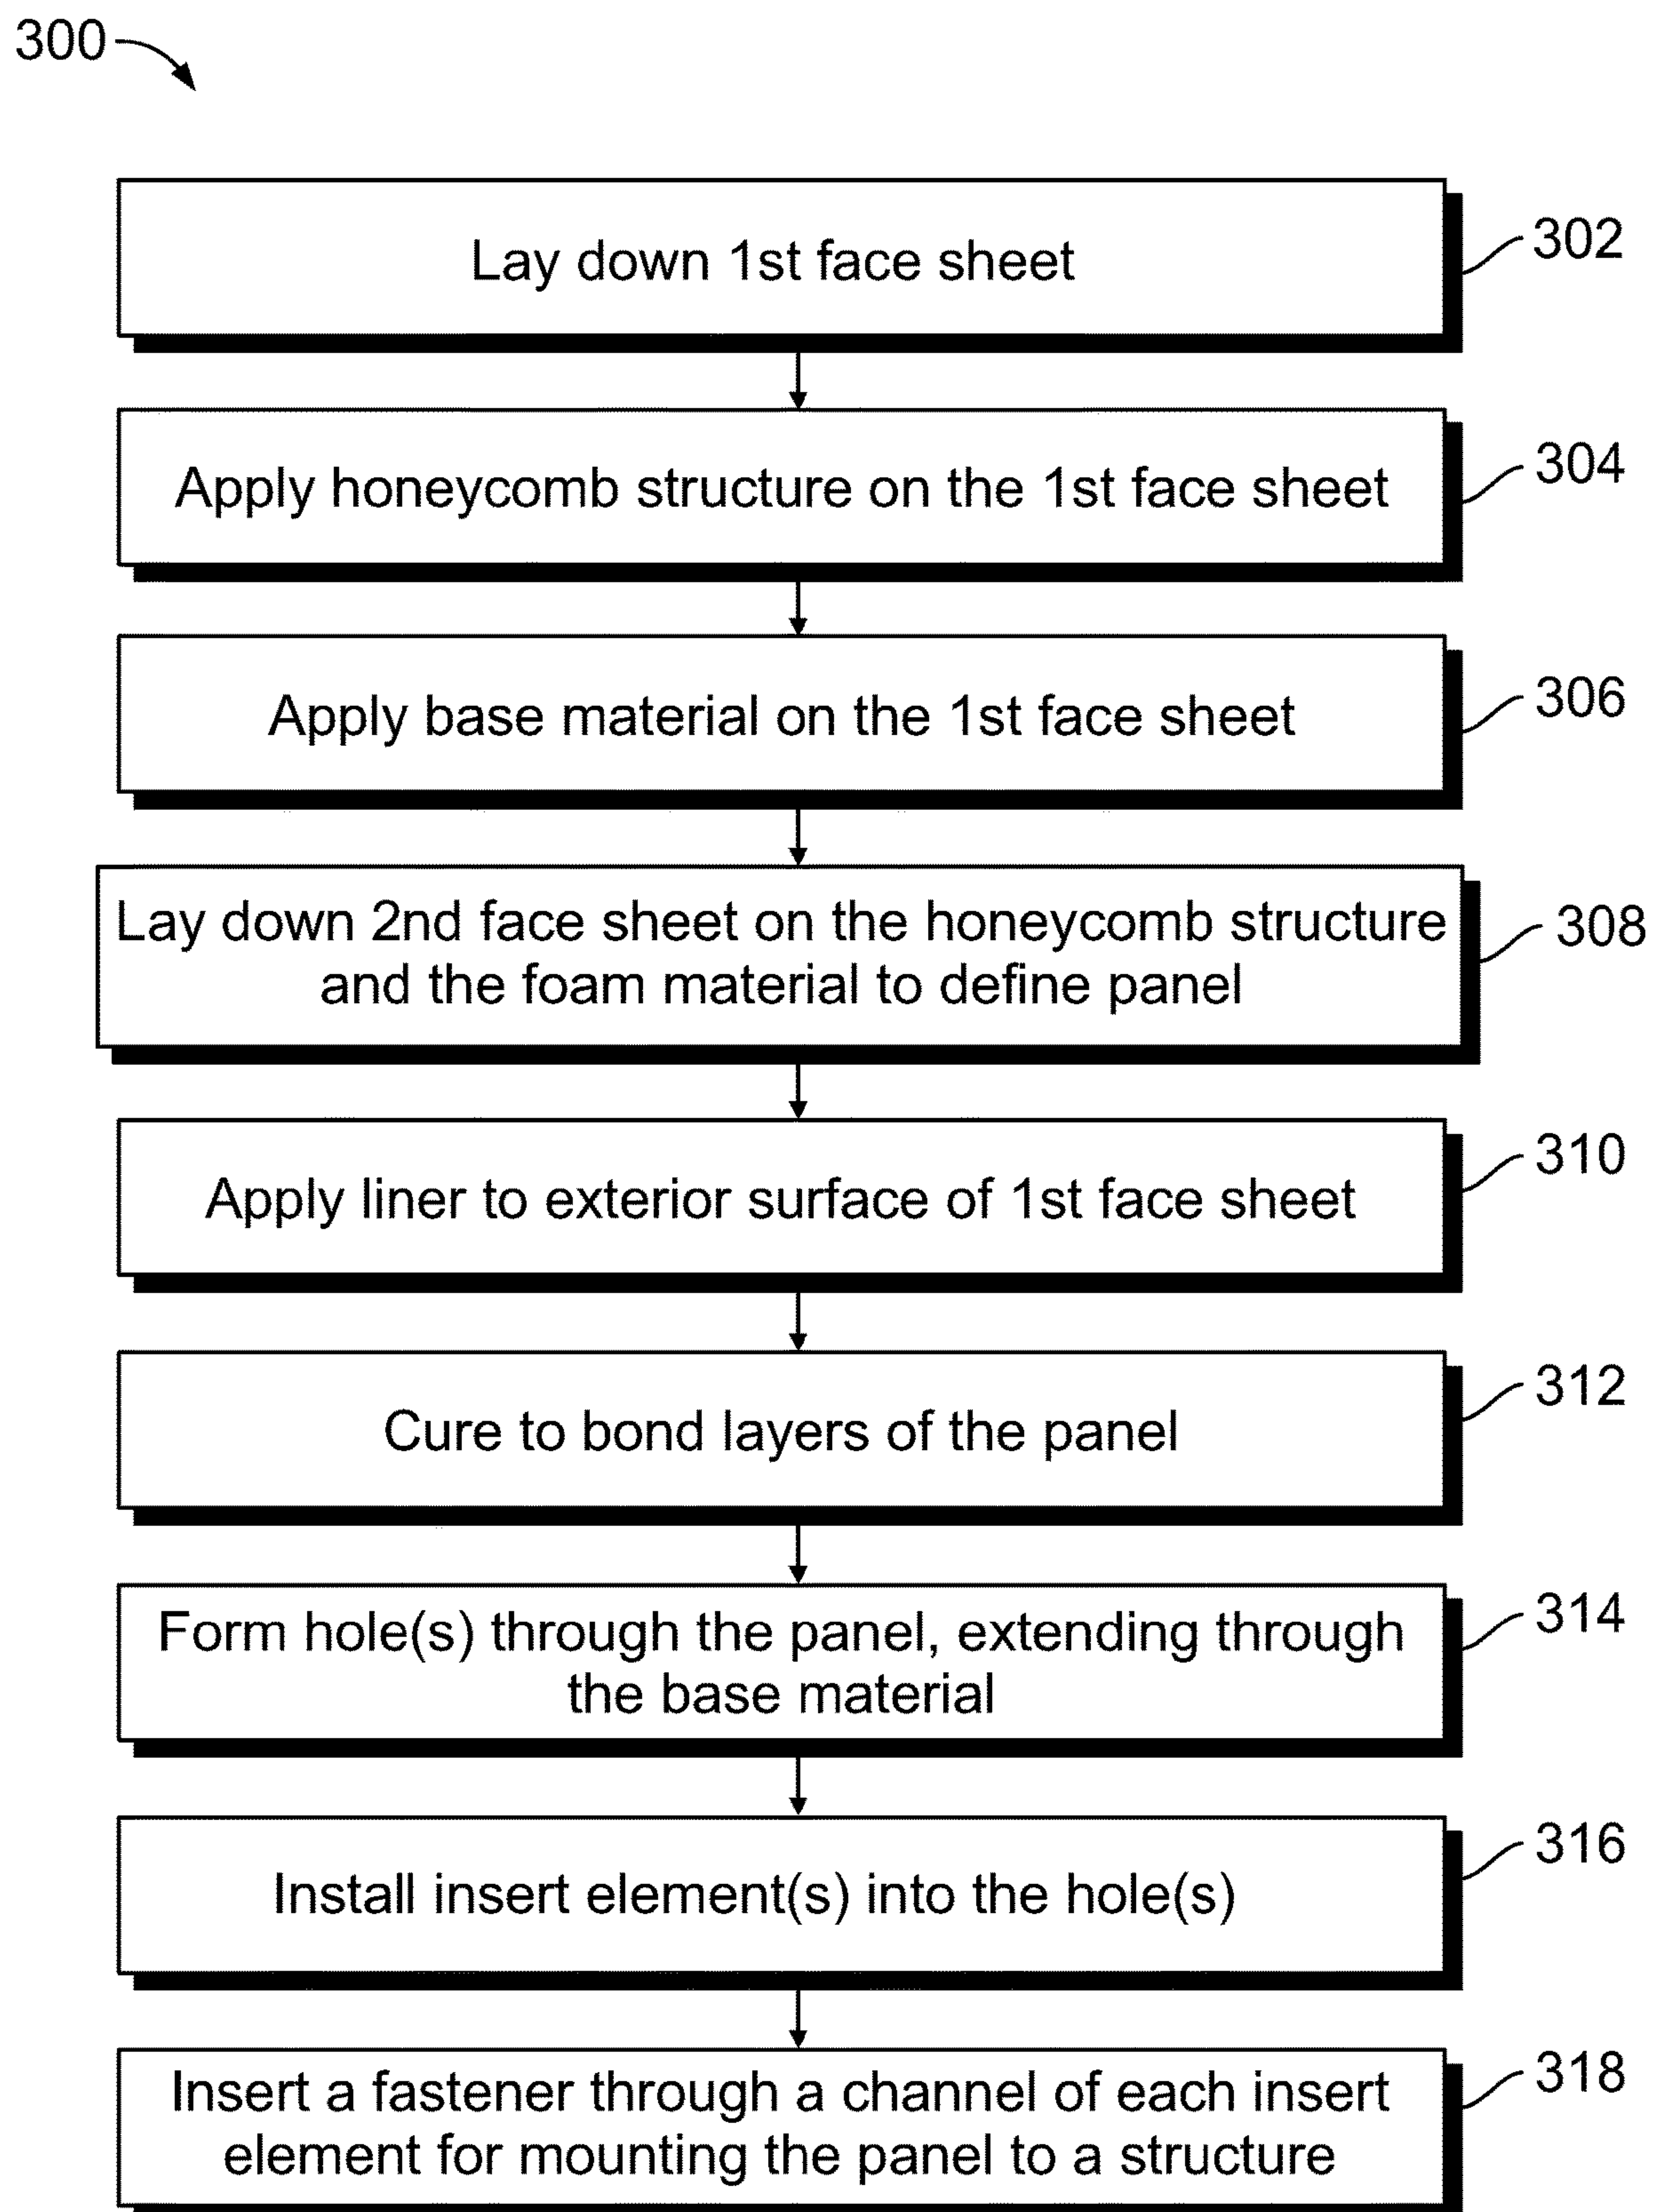 300
Lay down 1st face sheet
302
Apply honeycomb structure on the 1st face sheet
304
Apply base material on the 1st face sheet
306
Lay down 2nd face sheet on the honeycomb structure
and the foam material to define panel
308
Apply liner to exterior surface of 1st face sheet
310
Cure to bond layers of the panel
312
Form hole(s) through the panel, extending through
the base material
314
Install insert element(s) into the hole(s)
316
Insert a fastener through a channel of each insert
element for mounting the panel to a structure
318